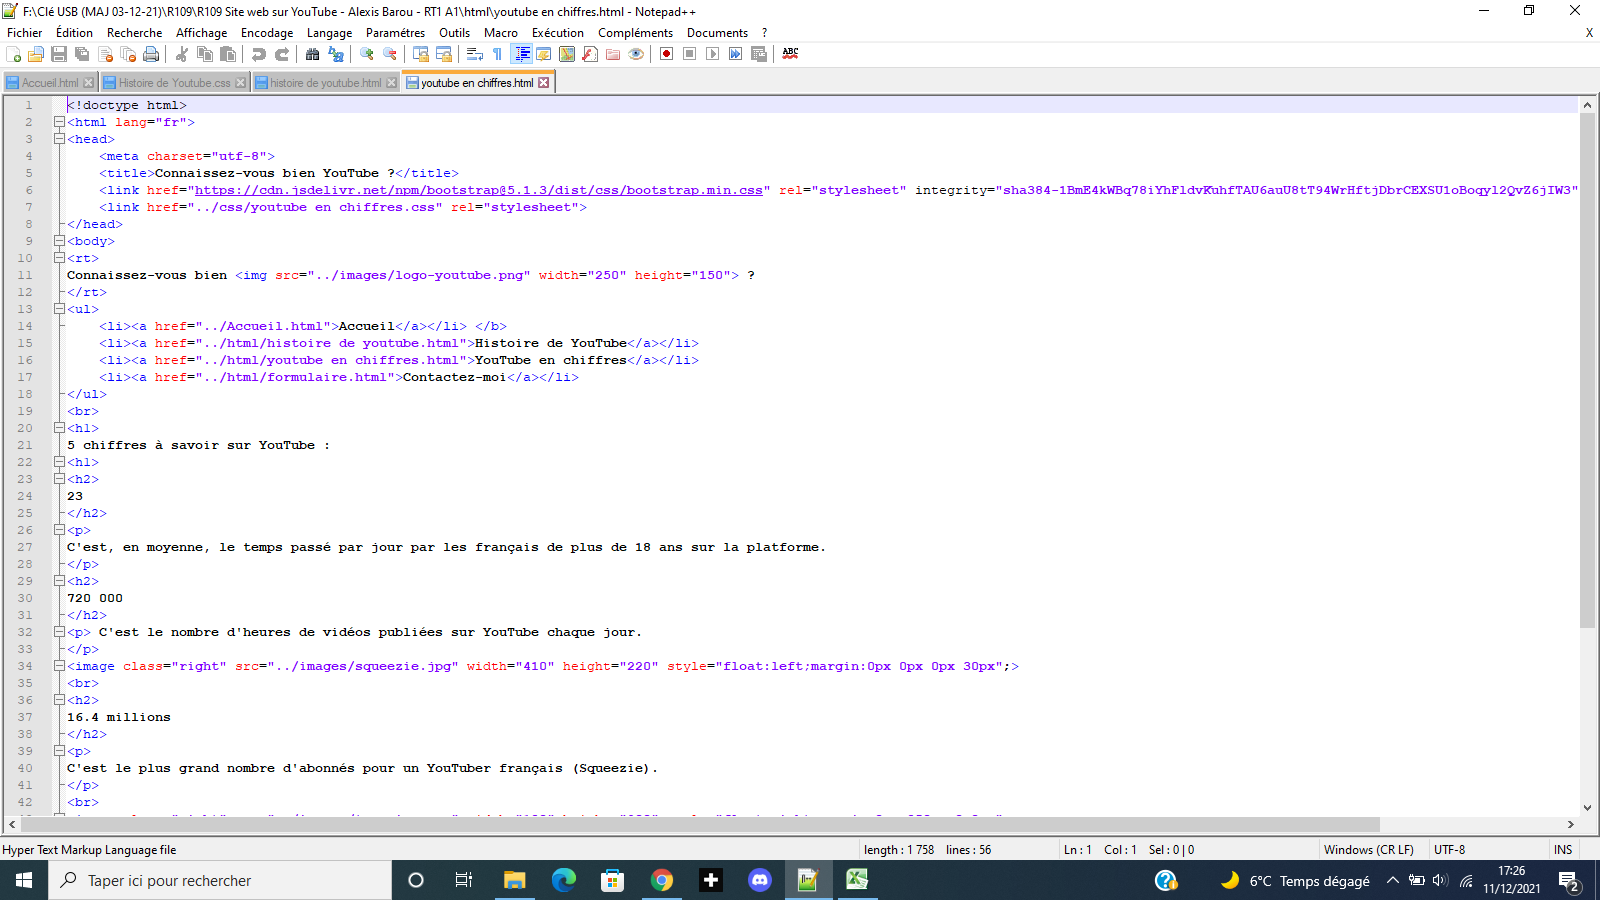 F:\Clé USB (MAJ 03-12-21)\R109\R109 Site web sur YouTube - Alexis Barou - RT1 A1\html\youtube en chiffres.html - Notepad++
Fichier Édition Recherche Affichage Encodage Langage Paramétres Outils Macro Exécution Compléments Documents ? X
ABC
Accueil.html Histoire de Youtube.css histoire de youtube.html youtube en chiffres.html
1 <!doctype html>
2 <html lang="fr">
3 <head>
4 <meta charset="utf-8">
5 <title>Connaissez-vous bien YouTube ?</title>
6 <link href="https://cdn.jsdelivr.net/npm/bootstrap@5.1.3/dist/css/bootstrap.min.css" rel="stylesheet" integrity="sha384-1BmE4kWBq78iYhFldvKuhfTAU6auU8tT94WrHftjDbrCEXSU1oBoqyl2QvZ6jIW3"
7 <link href="../css/youtube en chiffres.css" rel="stylesheet">
8 </head>
9 <body>
10 <rt>
11 Connaissez-vous bien <img src="../images/logo-youtube.png" width="250" height="150"> ?
12 </rt>
13 <ul>
14 <li><a href="../Accueil.html">Accueil</a></li> </b>
15 <li><a href="../html/histoire de youtube.html">Histoire de YouTube</a></li>
16 <li><a href="../html/youtube en chiffres.html">YouTube en chiffres</a></li>
17 <li><a href="../html/formulaire.html">Contactez-moi</a></li>
18 </ul>
19 <br>
20 <h1>
21 5 chiffres à savoir sur YouTube :
22 <h1>
23 <h2>
24 23
25 </h2>
26 <p>
27 C'est, en moyenne, le temps passé par jour par les français de plus de 18 ans sur la platforme.
28 </p>
29 <h2>
30 720 000
31 </h2>
32 <p> C'est le nombre d'heures de vidéos publiées sur YouTube chaque jour.
33 </p>
34 <image class="right" src="../images/squeezie.jpg" width="410" height="220" style="float:left;margin:0px 0px 0px 30px";>
35 <br>
36 <h2>
37 16.4 millions
38 </h2>
39 <p>
40 C'est le plus grand nombre d'abonnés pour un YouTuber français (Squeezie).
41 </p>
42 <br>
Hyper Text Markup Language file length : 1 758 lines : 56 Ln : 1 Col : 1 Sel : 0 | 0 Windows (CR LF) UTF-8 INS
Taper ici pour rechercher 6°C Temps dégagé 17:26
11/12/2021 2